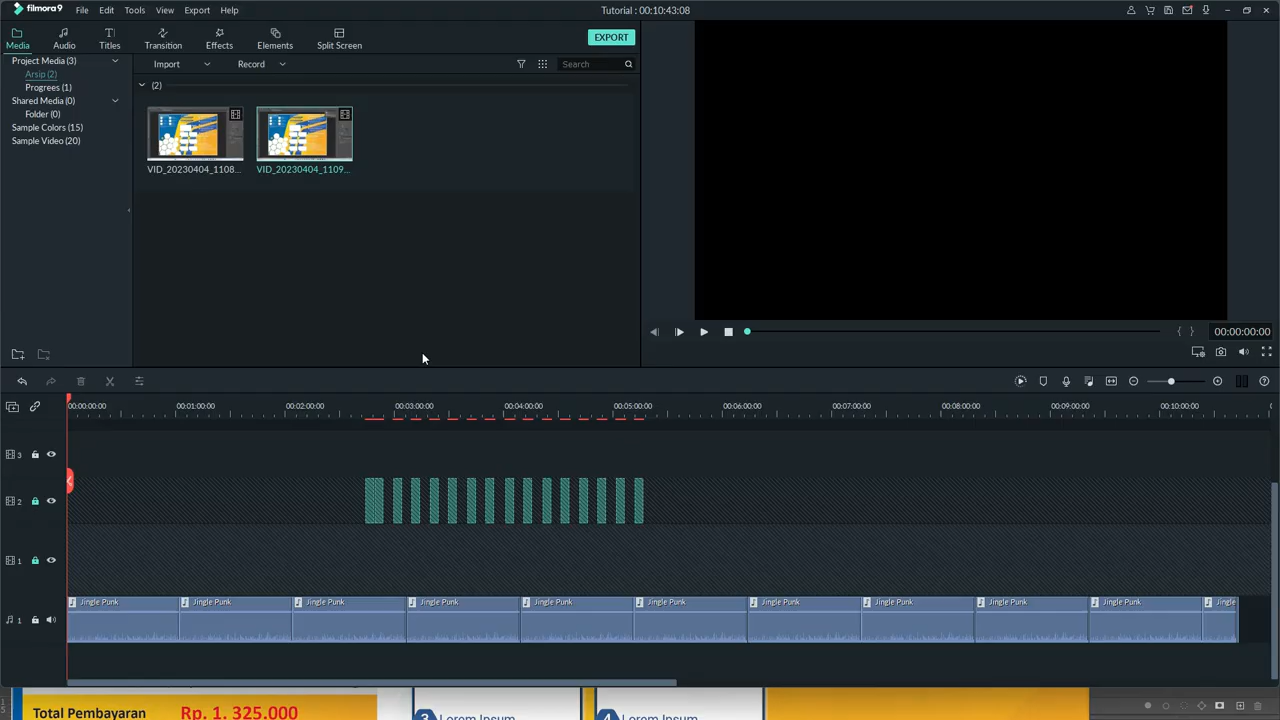 filmora9 File Edit Tools View Export Help Tutorial : 00:10:43:08
Media Audio Titles Transition Effects Elements Split Screen EXPORT
Project Media (3) Import Record Search
Arsip (2)
(2)
Progrees (1)
Shared Media (0)
Folder (0)
Sample Colors (15)
Sample Video (20)
VID_20230404_1108... VID_20230404_1109...
00:00:00:00
00:00:00:00 00:01:00:00 00:02:00:00 00:03:00:00 00:04:00:00 00:05:00:00 00:06:00:00 00:07:00:00 00:08:00:00 00:09:00:00 00:10:00:00
3
2
1
Jingle Punk Jingle Punk Jingle Punk Jingle Punk Jingle Punk Jingle Punk Jingle Punk Jingle Punk Jingle Punk Jingle Punk Jingle
1
Total Pembayaran Rp. 1. 325.000 3 Lorem Ipsum 4 Lorem Ipsum